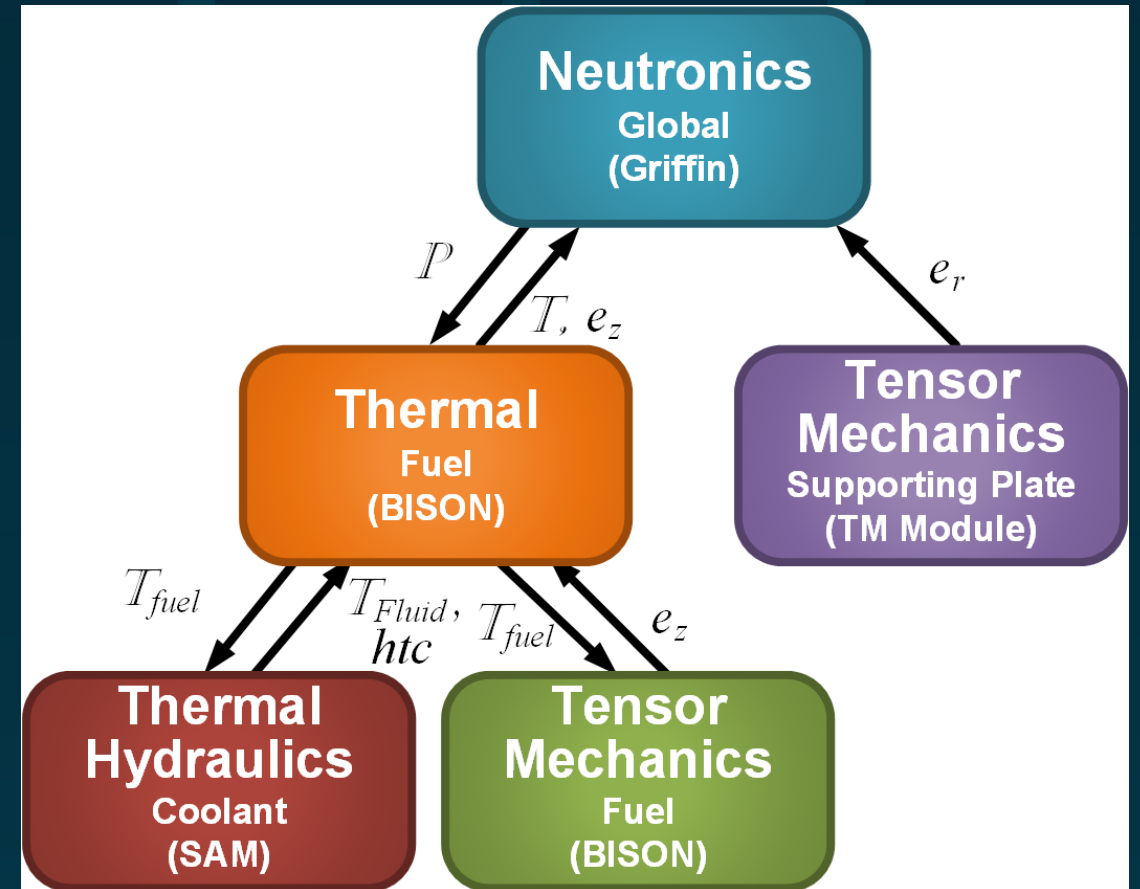 Neutronics
Global
(Griffin)
ℙ
𝕋, e_z
e_r
Thermal
Fuel
(BISON)
Tensor
Mechanics
Supporting Plate
(TM Module)
𝕋_fuel
𝕋_Fluid,
htc
𝕋_fuel
e_z
Thermal
Hydraulics
Coolant
(SAM)
Tensor
Mechanics
Fuel
(BISON)